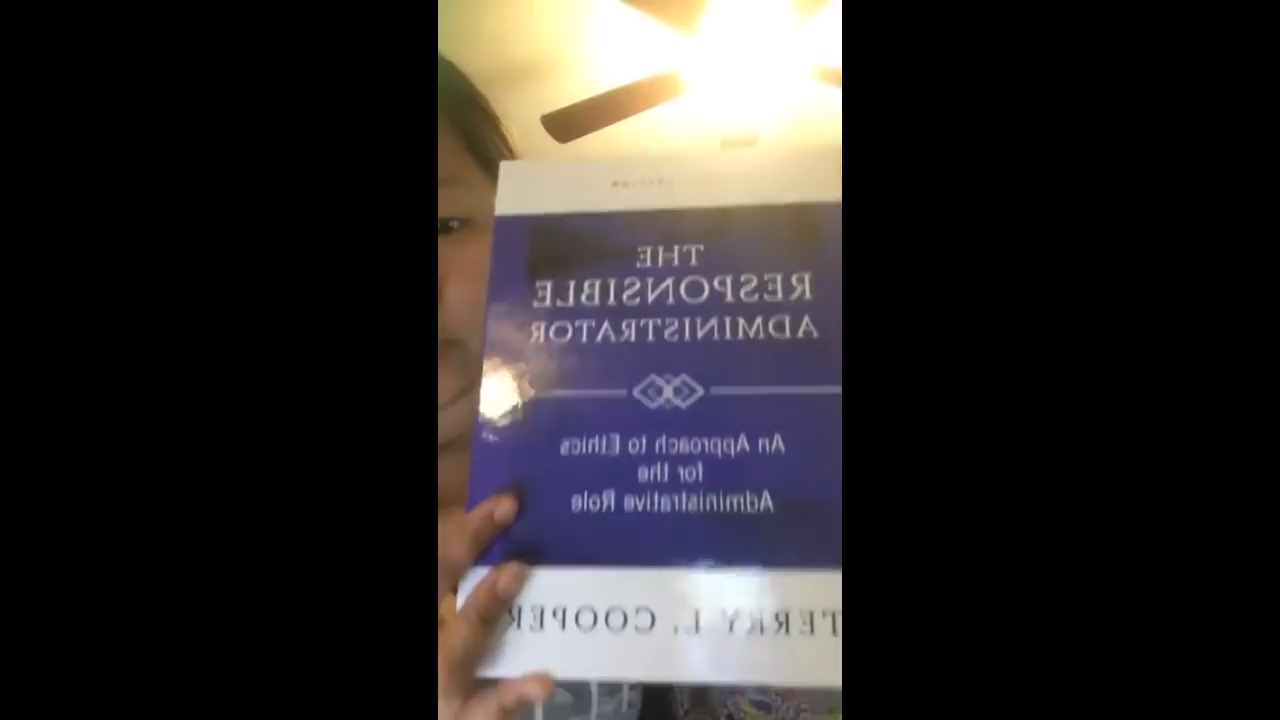 THE
RESPONSIBLE
ADMINISTRATOR
An Approach to Ethics
for the
Administrative Role
TERRY L. COOPER